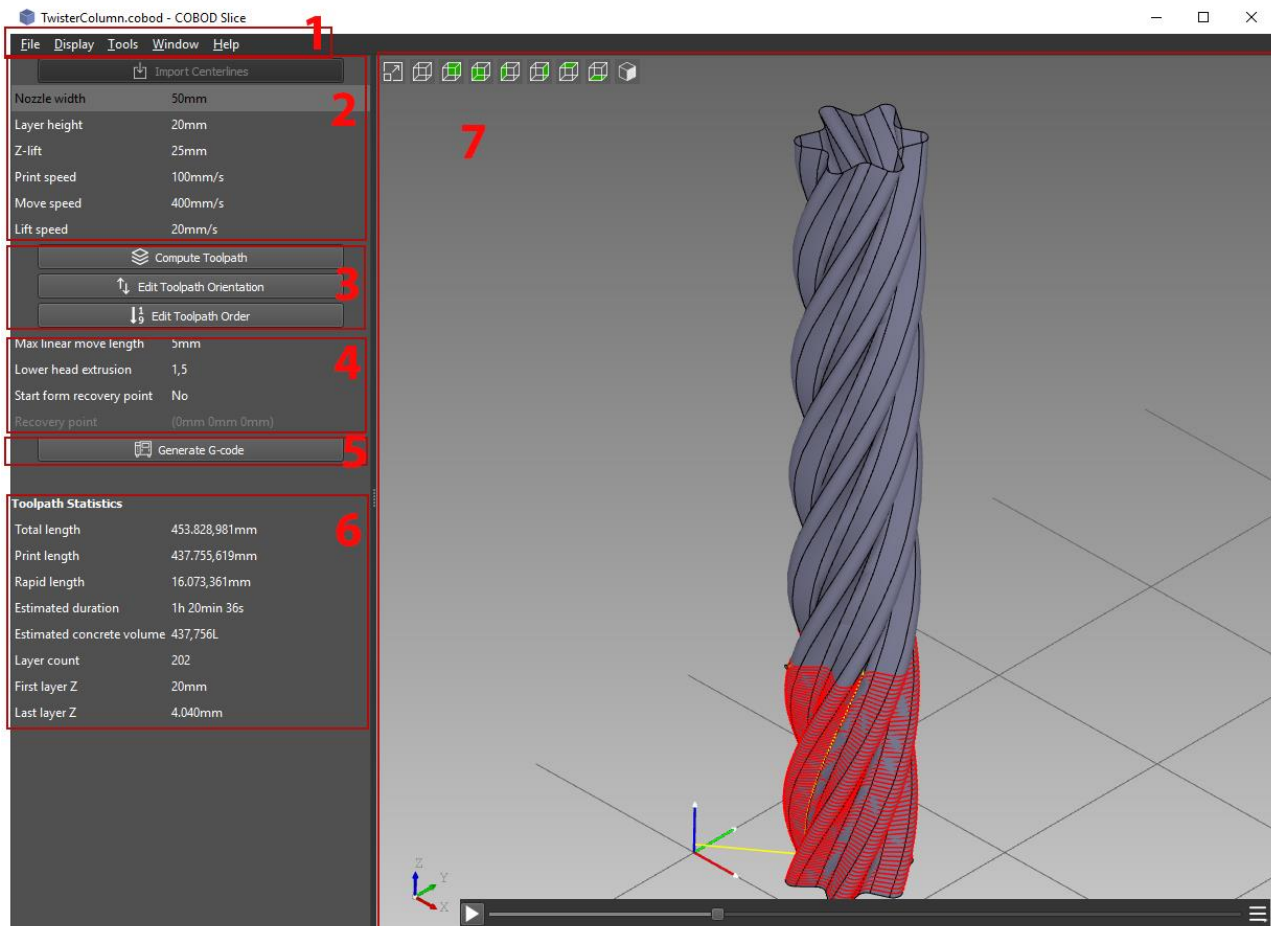 TwisterColumn.cobod - COBOD Slice
1
File Display Tools Window Help
Import Centerlines
2
Nozzle width 50mm
Layer height 20mm
Z-lift 25mm
Print speed 100mm/s
Move speed 400mm/s
Lift speed 20mm/s
3
Compute Toolpath
Edit Toolpath Orientation
1 9 Edit Toolpath Order
4
Max linear move length 5mm
Lower head extrusion 1,5
Start form recovery point No
Recovery point (0mm 0mm 0mm)
5
Generate G-code
6
Toolpath Statistics
Total length 453.828,981mm
Print length 437.755,619mm
Rapid length 16.073,361mm
Estimated duration 1h 20min 36s
Estimated concrete volume 437,756L
Layer count 202
First layer Z 20mm
Last layer Z 4.040mm
7
Z
Y
X